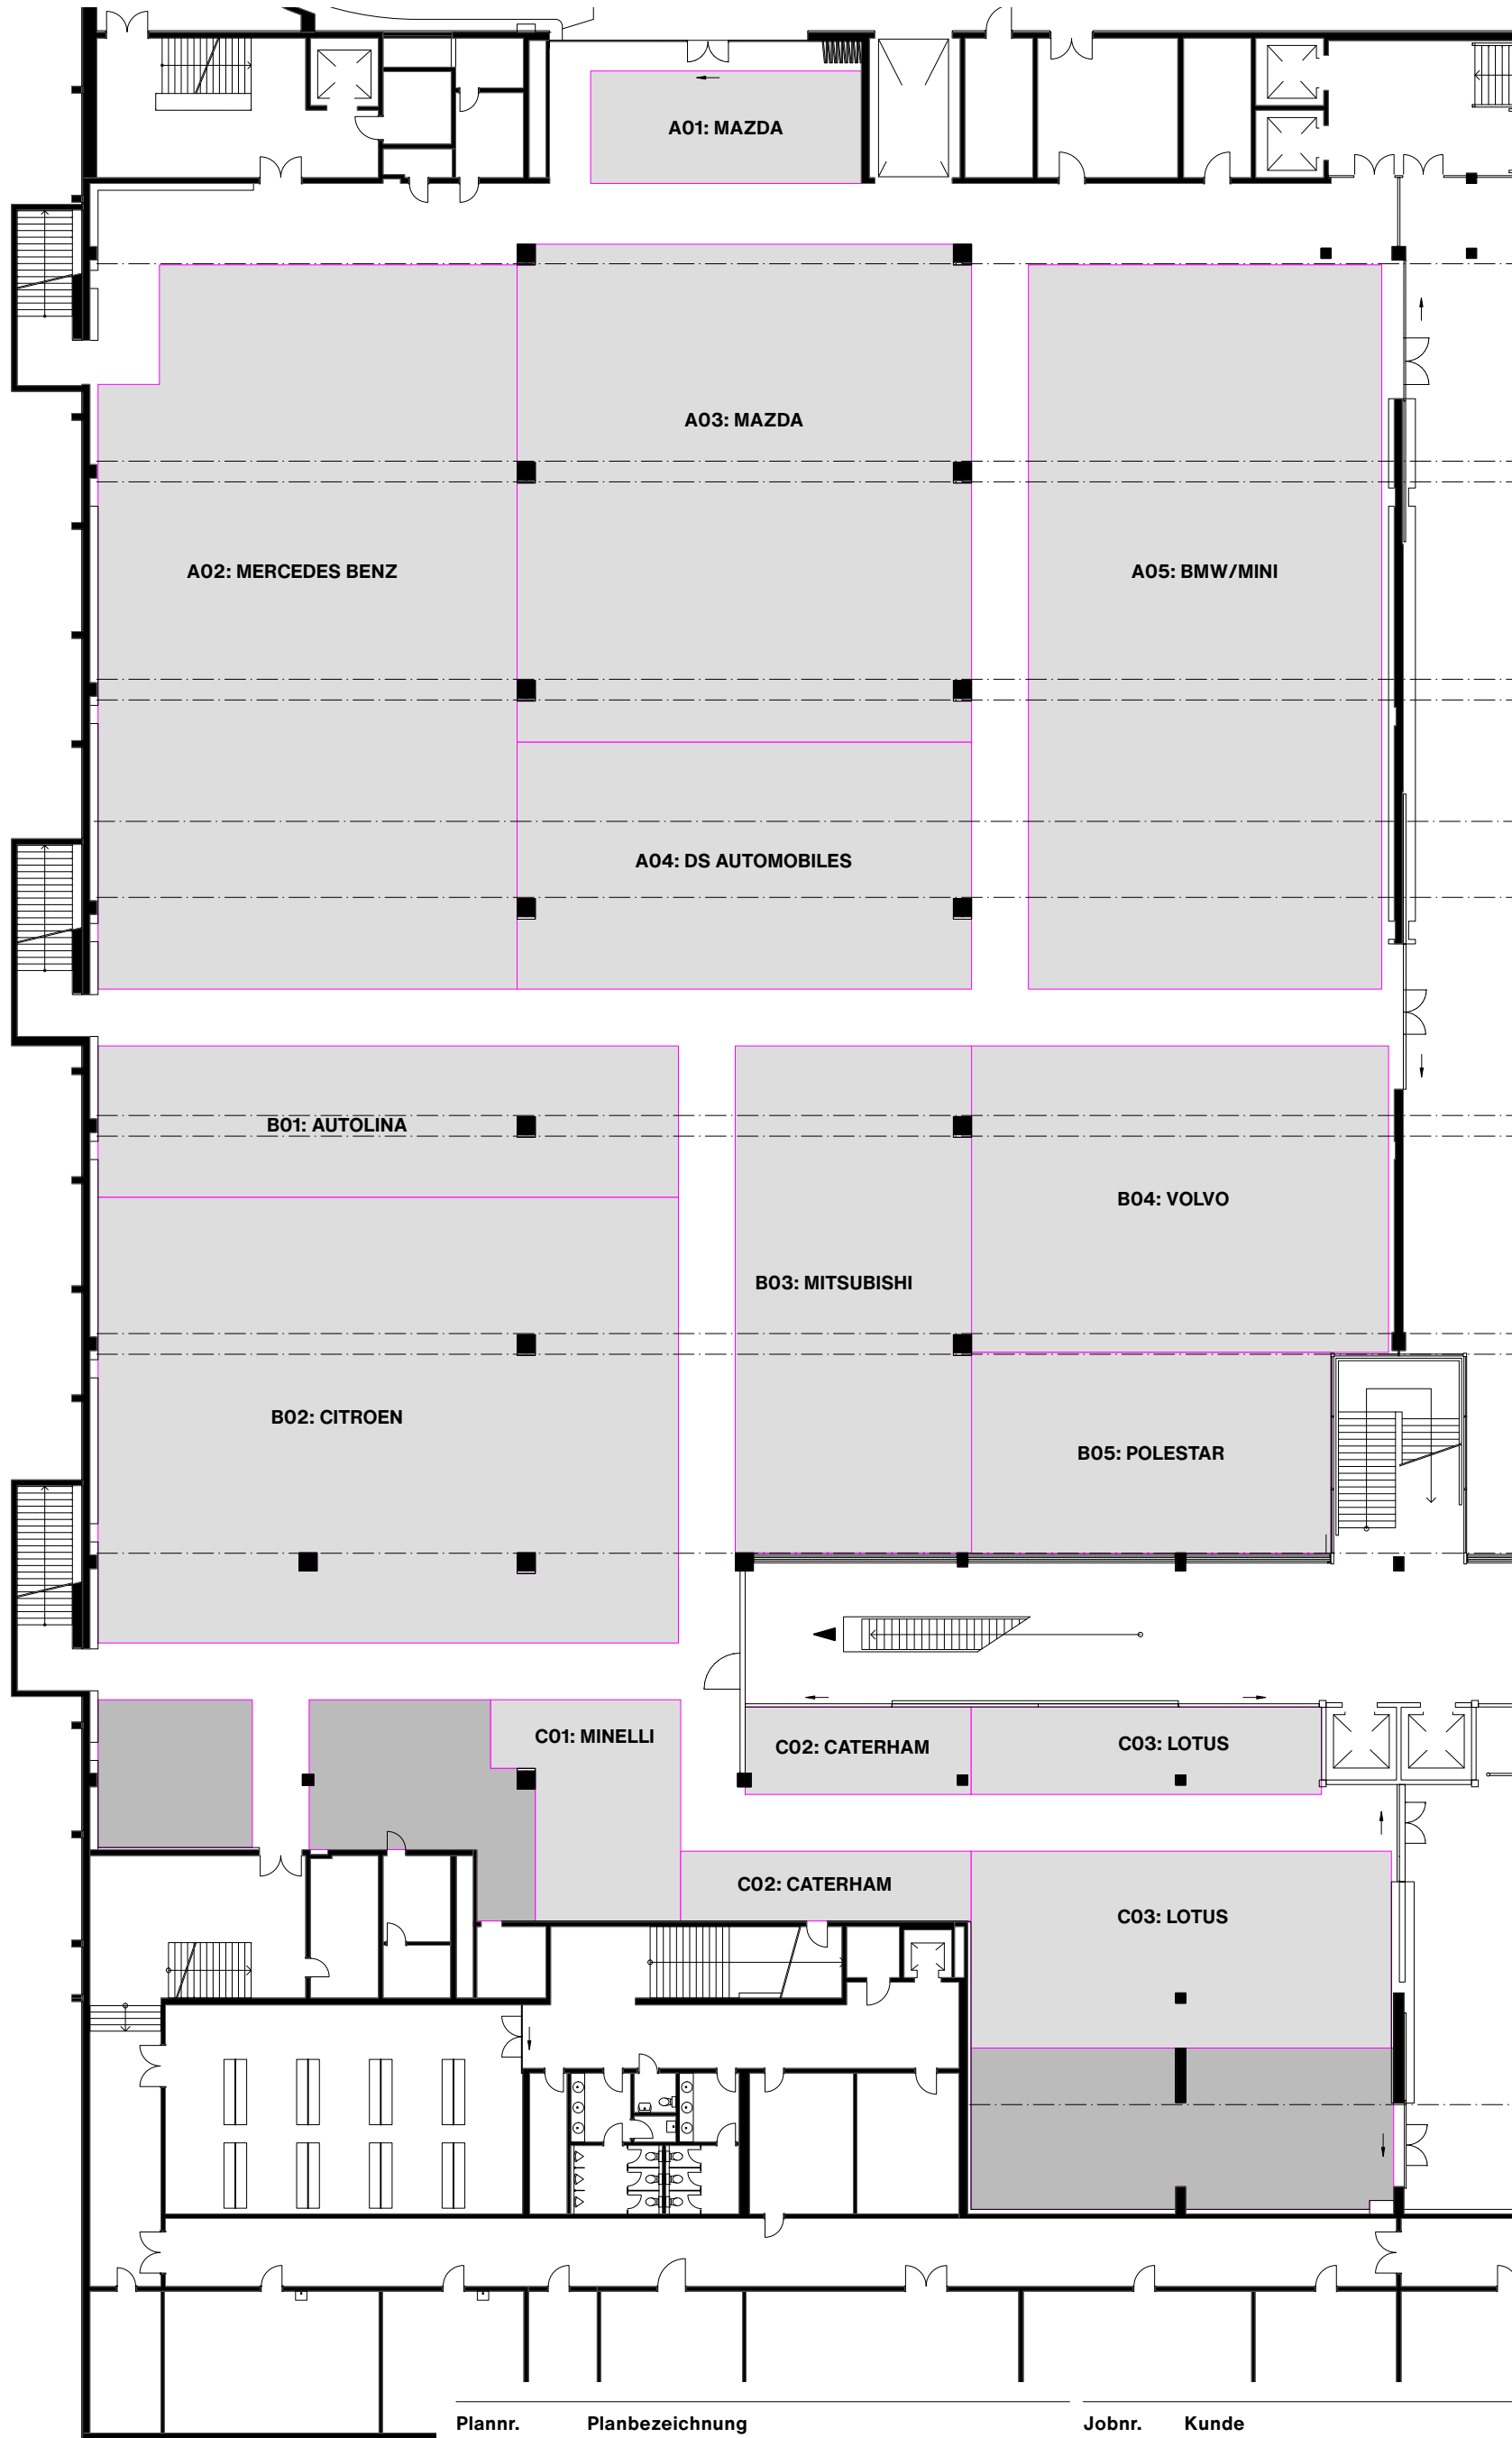 A01: MAZDA
A03: MAZDA
A02: MERCEDES BENZ
A05: BMW/MINI
A04: DS AUTOMOBILES
B01: AUTOLINA
B04: VOLVO
B03: MITSUBISHI
B02: CITROEN
B05: POLESTAR
C01: MINELLI
C02: CATERHAM
C03: LOTUS
C02: CATERHAM
C03: LOTUS
Plannr. Planbezeichnung Jobnr. Kunde